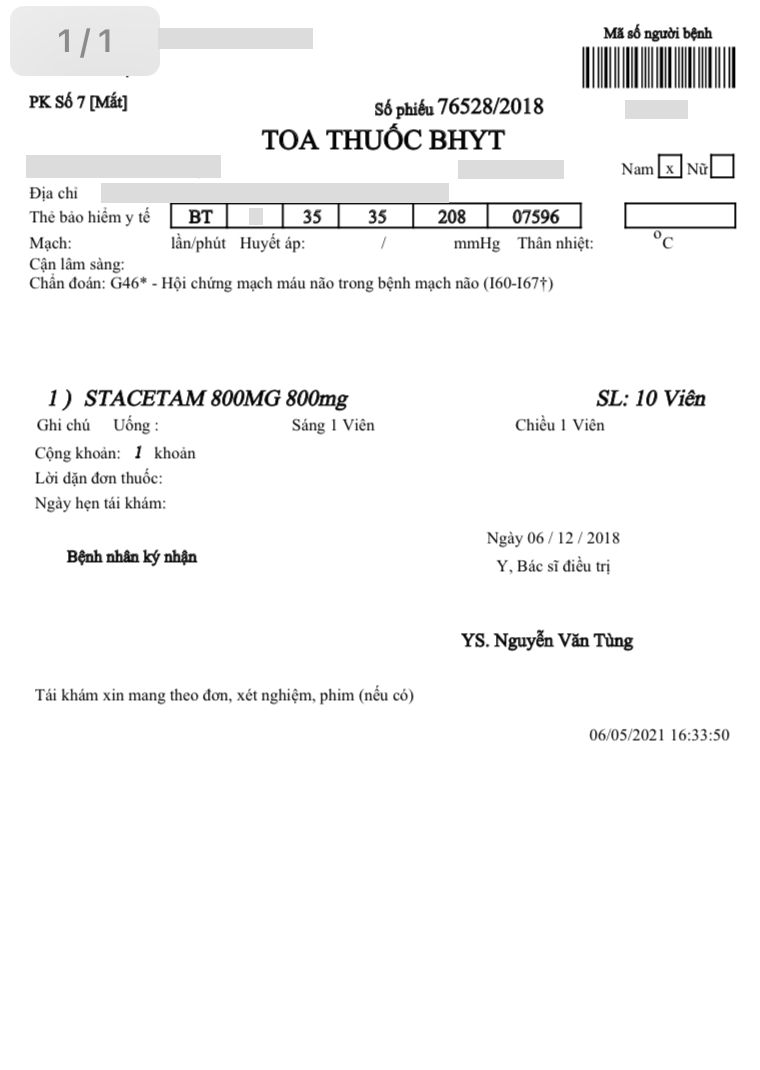 1/1
Mã số người bệnh
PK Số 7 [Mắt]
Số phiếu 76528/2018
TOA THUỐC BHYT
Nam x Nữ
Địa chỉ
Thẻ bảo hiểm y tế BT 35 35 208 07596
Mạch: lần/phút Huyết áp: / mmHg Thân nhiệt: °C
Cận lâm sàng:
Chẩn đoán: G46* - Hội chứng mạch máu não trong bệnh mạch não (I60-I67†)
1 ) STACETAM 800MG 800mg SL: 10 Viên
Ghi chú Uống : Sáng 1 Viên Chiều 1 Viên
Cộng khoản: 1 khoản
Lời dặn đơn thuốc:
Ngày hẹn tái khám:
Ngày 06 / 12 / 2018
Bệnh nhân ký nhận
Y, Bác sĩ điều trị
YS. Nguyễn Văn Tùng
Tái khám xin mang theo đơn, xét nghiệm, phim (nếu có)
06/05/2021 16:33:50